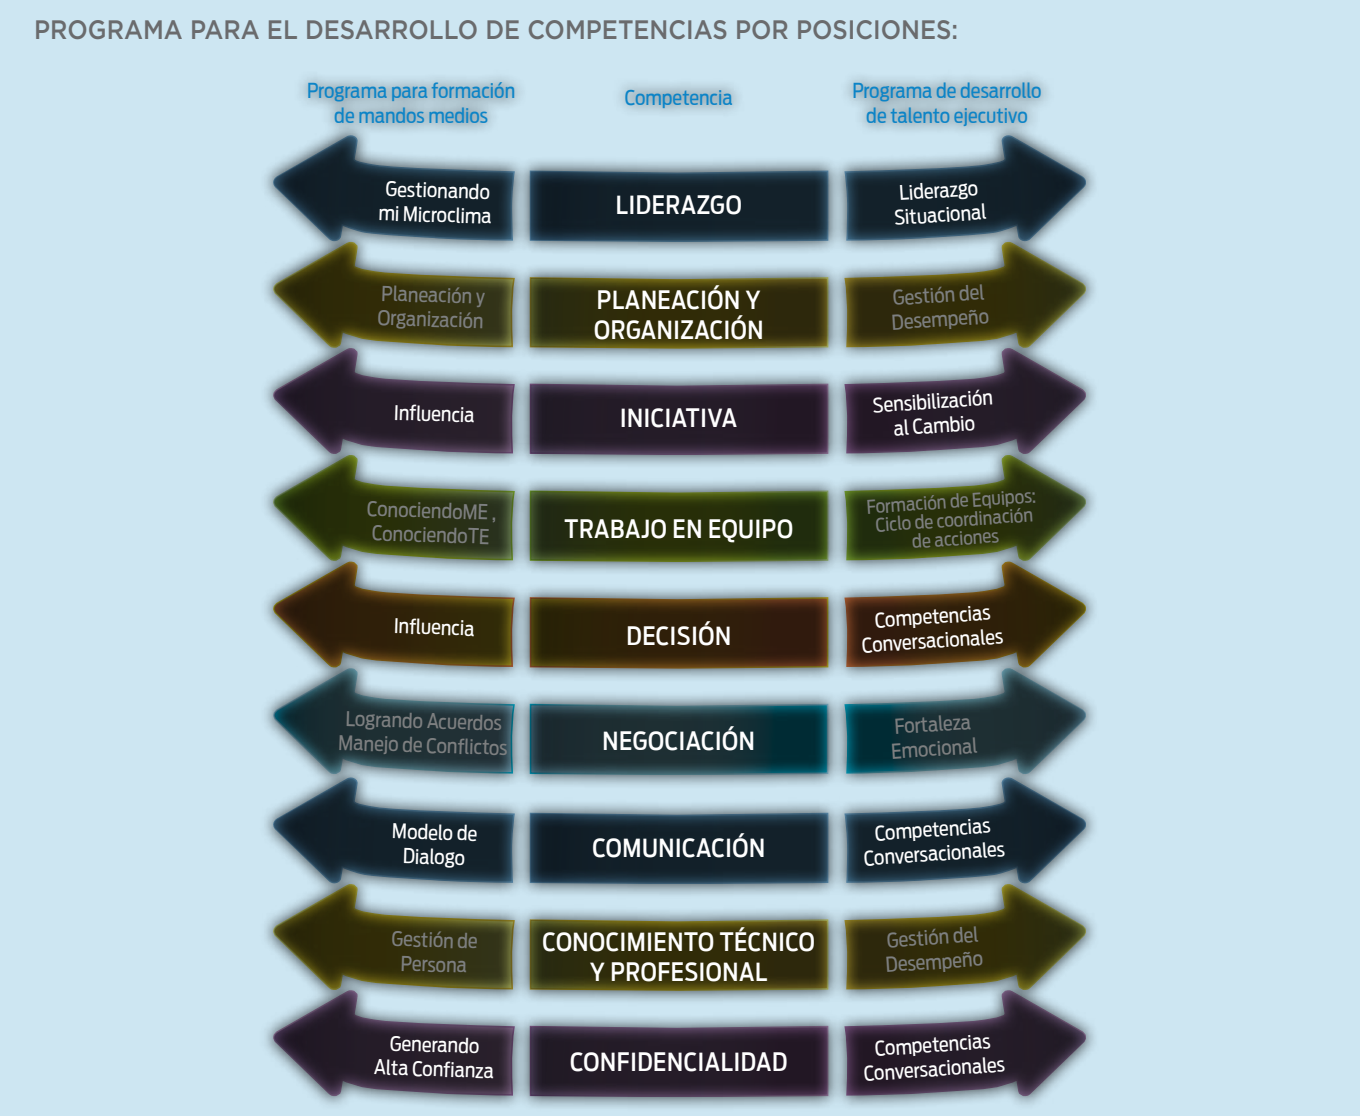 PROGRAMA PARA EL DESARROLLO DE COMPETENCIAS POR POSICIONES:
Programa para formación
de mandos medios
Competencia
Programa de desarrollo
de talento ejecutivo
Gestionando
mi Microclima
LIDERAZGO
Liderazgo
Situacional
Planeación y
Organización
PLANEACIÓN Y
ORGANIZACIÓN
Gestión del
Desempeño
Influencia
INICIATIVA
Sensibilización
al Cambio
ConociendoME ,
ConociendoTE
TRABAJO EN EQUIPO
Formación de Equipos:
Ciclo de coordinación
de acciones
Influencia
DECISIÓN
Competencias
Conversacionales
Logrando Acuerdos
Manejo de Conflictos
NEGOCIACIÓN
Fortaleza
Emocional
Modelo de
Dialogo
COMUNICACIÓN
Competencias
Conversacionales
Gestión de
Persona
CONOCIMIENTO TÉCNICO
Y PROFESIONAL
Gestión del
Desempeño
Generando
Alta Confianza
CONFIDENCIALIDAD
Competencias
Conversacionales